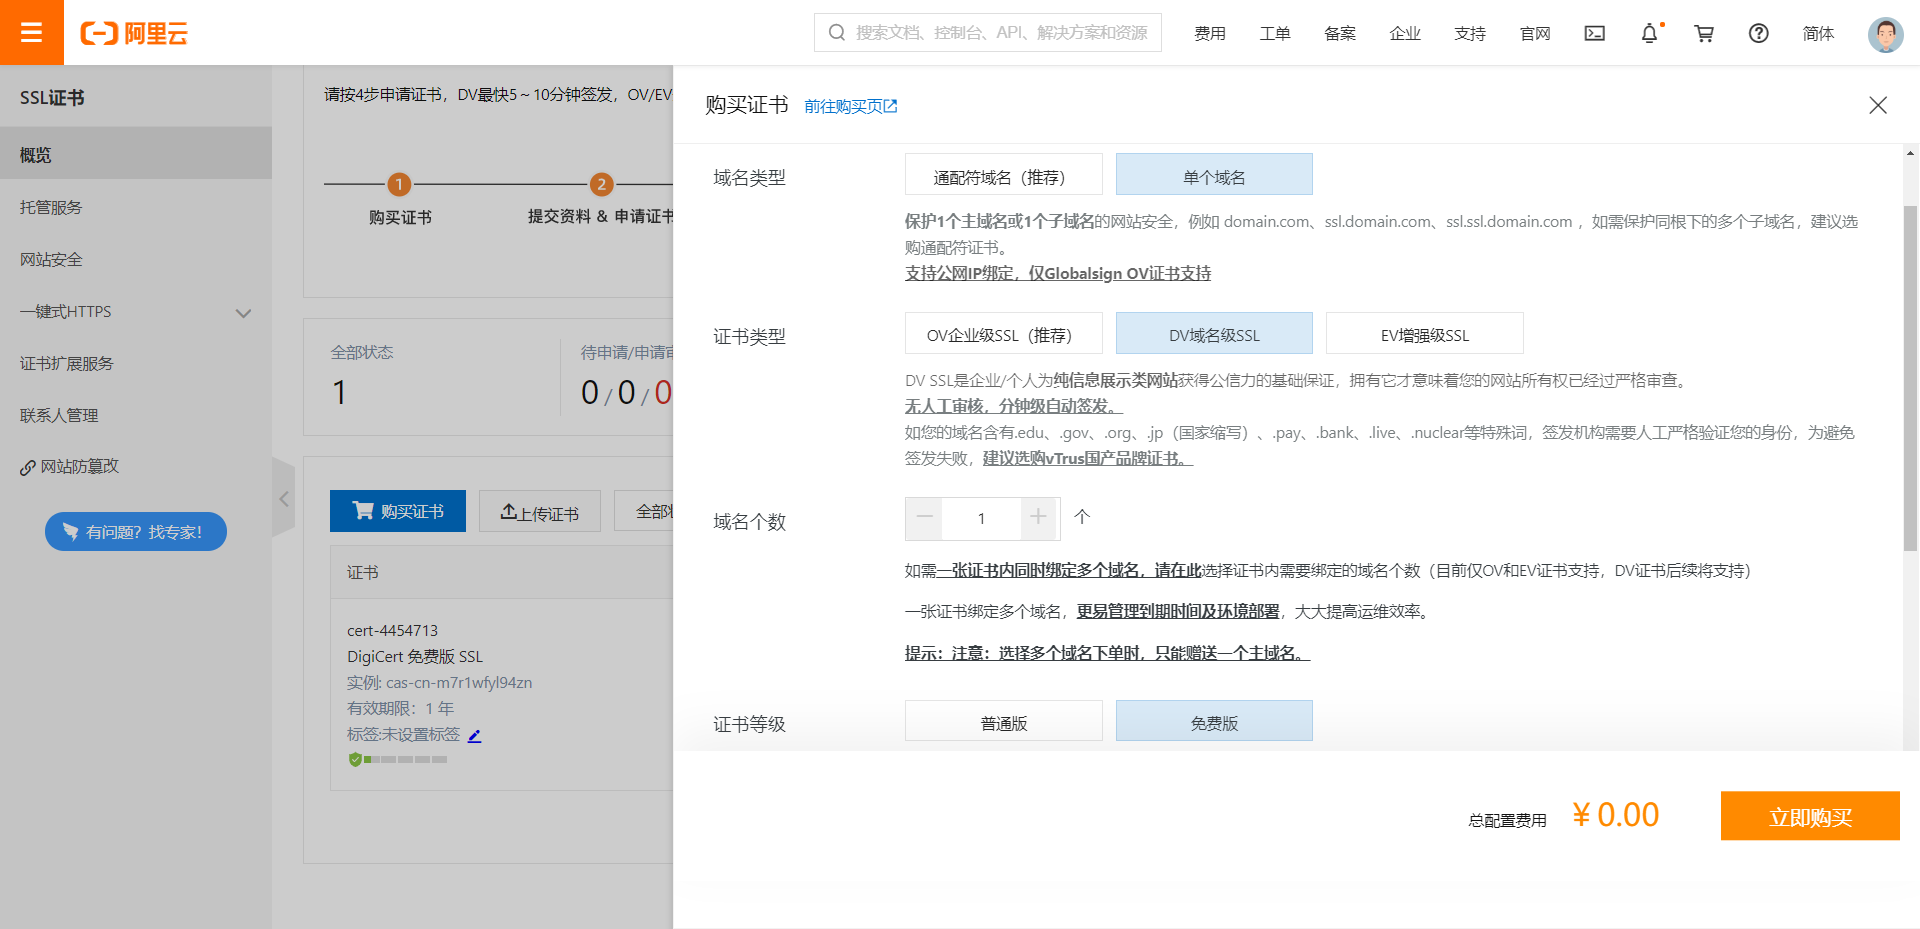 阿里云
搜索文档、控制台、API、解决方案和资源
费用
工单
备案
企业
支持
官网
简体
SSL证书
概览
托管服务
网站安全
一键式HTTPS
证书扩展服务
联系人管理
网站防篡改
有问题？找专家！
请按4步申请证书，DV最快5～10分钟签发，OV/EV
1
2
购买证书
提交资料 & 申请证书
全部状态
待申请/申请审
1
0 / 0 / 0
购买证书
上传证书
全部状
证书
cert-4454713
DigiCert 免费版 SSL
实例: cas-cn-m7r1wfyl94zn
有效期限：1 年
标签:未设置标签
购买证书
前往购买页
域名类型
通配符域名（推荐）
单个域名
保护1个主域名或1个子域名的网站安全，例如 domain.com、ssl.domain.com、ssl.ssl.domain.com ，如需保护同根下的多个子域名，建议选
购通配符证书。
支持公网IP绑定，仅Globalsign OV证书支持
证书类型
OV企业级SSL（推荐）
DV域名级SSL
EV增强级SSL
DV SSL是企业/个人为纯信息展示类网站获得公信力的基础保证，拥有它才意味着您的网站所有权已经过严格审查。
无人工审核，分钟级自动签发。
如您的域名含有.edu、.gov、.org、.jp（国家缩写）、.pay、.bank、.live、.nuclear等特殊词，签发机构需要人工严格验证您的身份，为避免
签发失败，建议选购vTrus国产品牌证书。
域名个数
1
个
如需一张证书内同时绑定多个域名，请在此选择证书内需要绑定的域名个数（目前仅OV和EV证书支持，DV证书后续将支持）
一张证书绑定多个域名，更易管理到期时间及环境部署，大大提高运维效率。
提示：注意：选择多个域名下单时，只能赠送一个主域名。
证书等级
普通版
免费版
总配置费用
¥ 0.00
立即购买